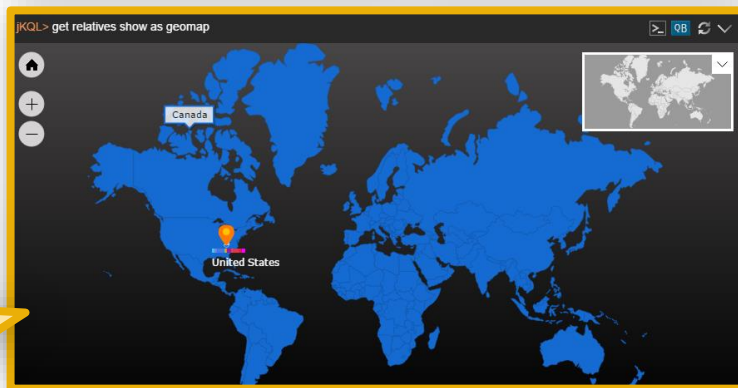 jKQL> get relatives show as geomap
>_ QB
Canada
United States